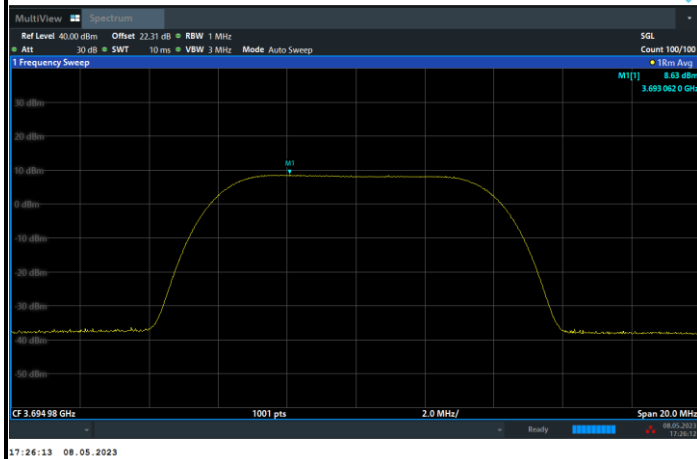 MultiView Spectrum
Ref Level 40.00 dBm Offset 22.31 dB RBW 1 MHz SGL
Att 30 dB SWT 10 ms VBW 3 MHz Mode Auto Sweep Count 100/100
1 Frequency Sweep 1Rm Avg
M1[1] 8.63 dBm
3.693 062 0 GHz
30 dBm
20 dBm
M1
10 dBm
0 dBm
-10 dBm
-20 dBm
-30 dBm
-40 dBm
-50 dBm
CF 3.694 98 GHz 1001 pts 2.0 MHz/ Span 20.0 MHz
Ready 08.05.2023
17:26:12
17:26:13 08.05.2023